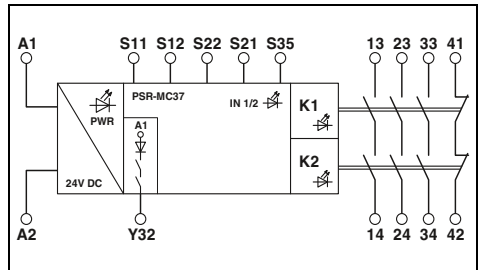 A1 S11 S12 S22 S21 S35 13 23 33 41
PSR-MC37
IN 1/2
K1
PWR
A1
K2
24V DC
A2 Y32 14 24 34 42